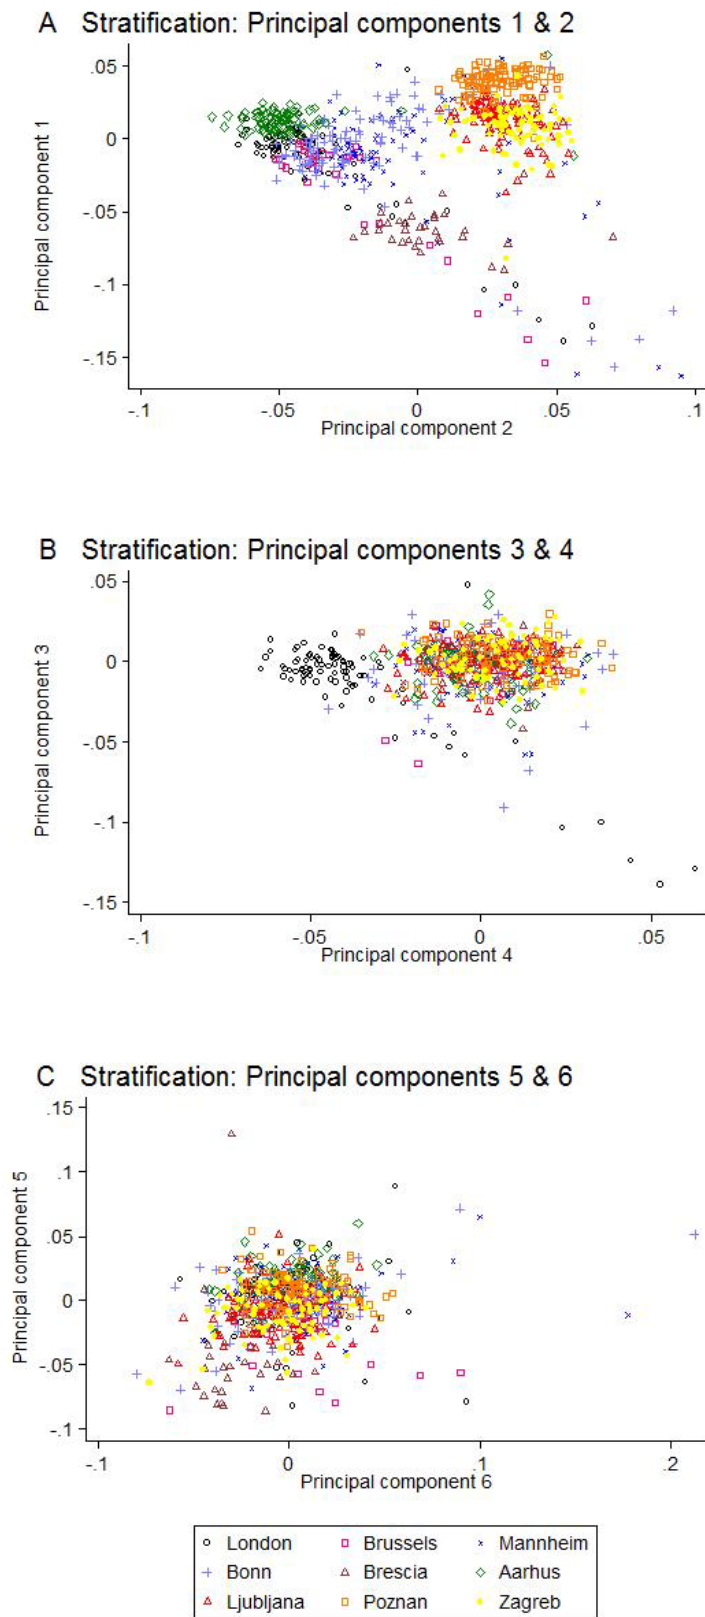 A Stratification: Principal components 1 & 2
Principal component 1
.05
0
-.05
-.1
-.15
-.1
-.05
0
.05
.1
Principal component 2
B Stratification: Principal components 3 & 4
Principal component 3
.05
0
-.05
-.1
-.15
-.1
-.05
0
.05
Principal component 4
C Stratification: Principal components 5 & 6
Principal component 5
.15
.1
.05
0
-.05
-.1
-.1
0
.1
.2
Principal component 6
London Brussels Mannheim
Bonn Brescia Aarhus
Ljubljana Poznan Zagreb